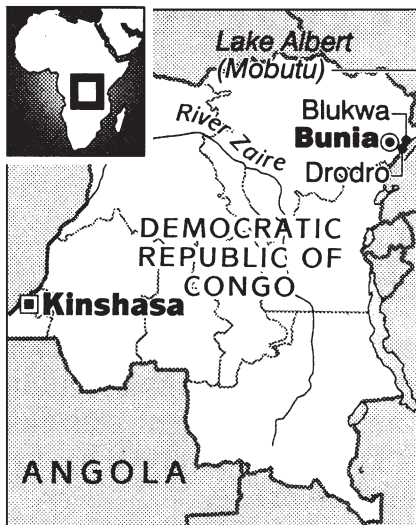 Lake Albert
(Mobutu)
River Zaire
Blukwa
Bunia
Drodro
DEMOCRATIC
REPUBLIC OF
CONGO
Kinshasa
ANGOLA